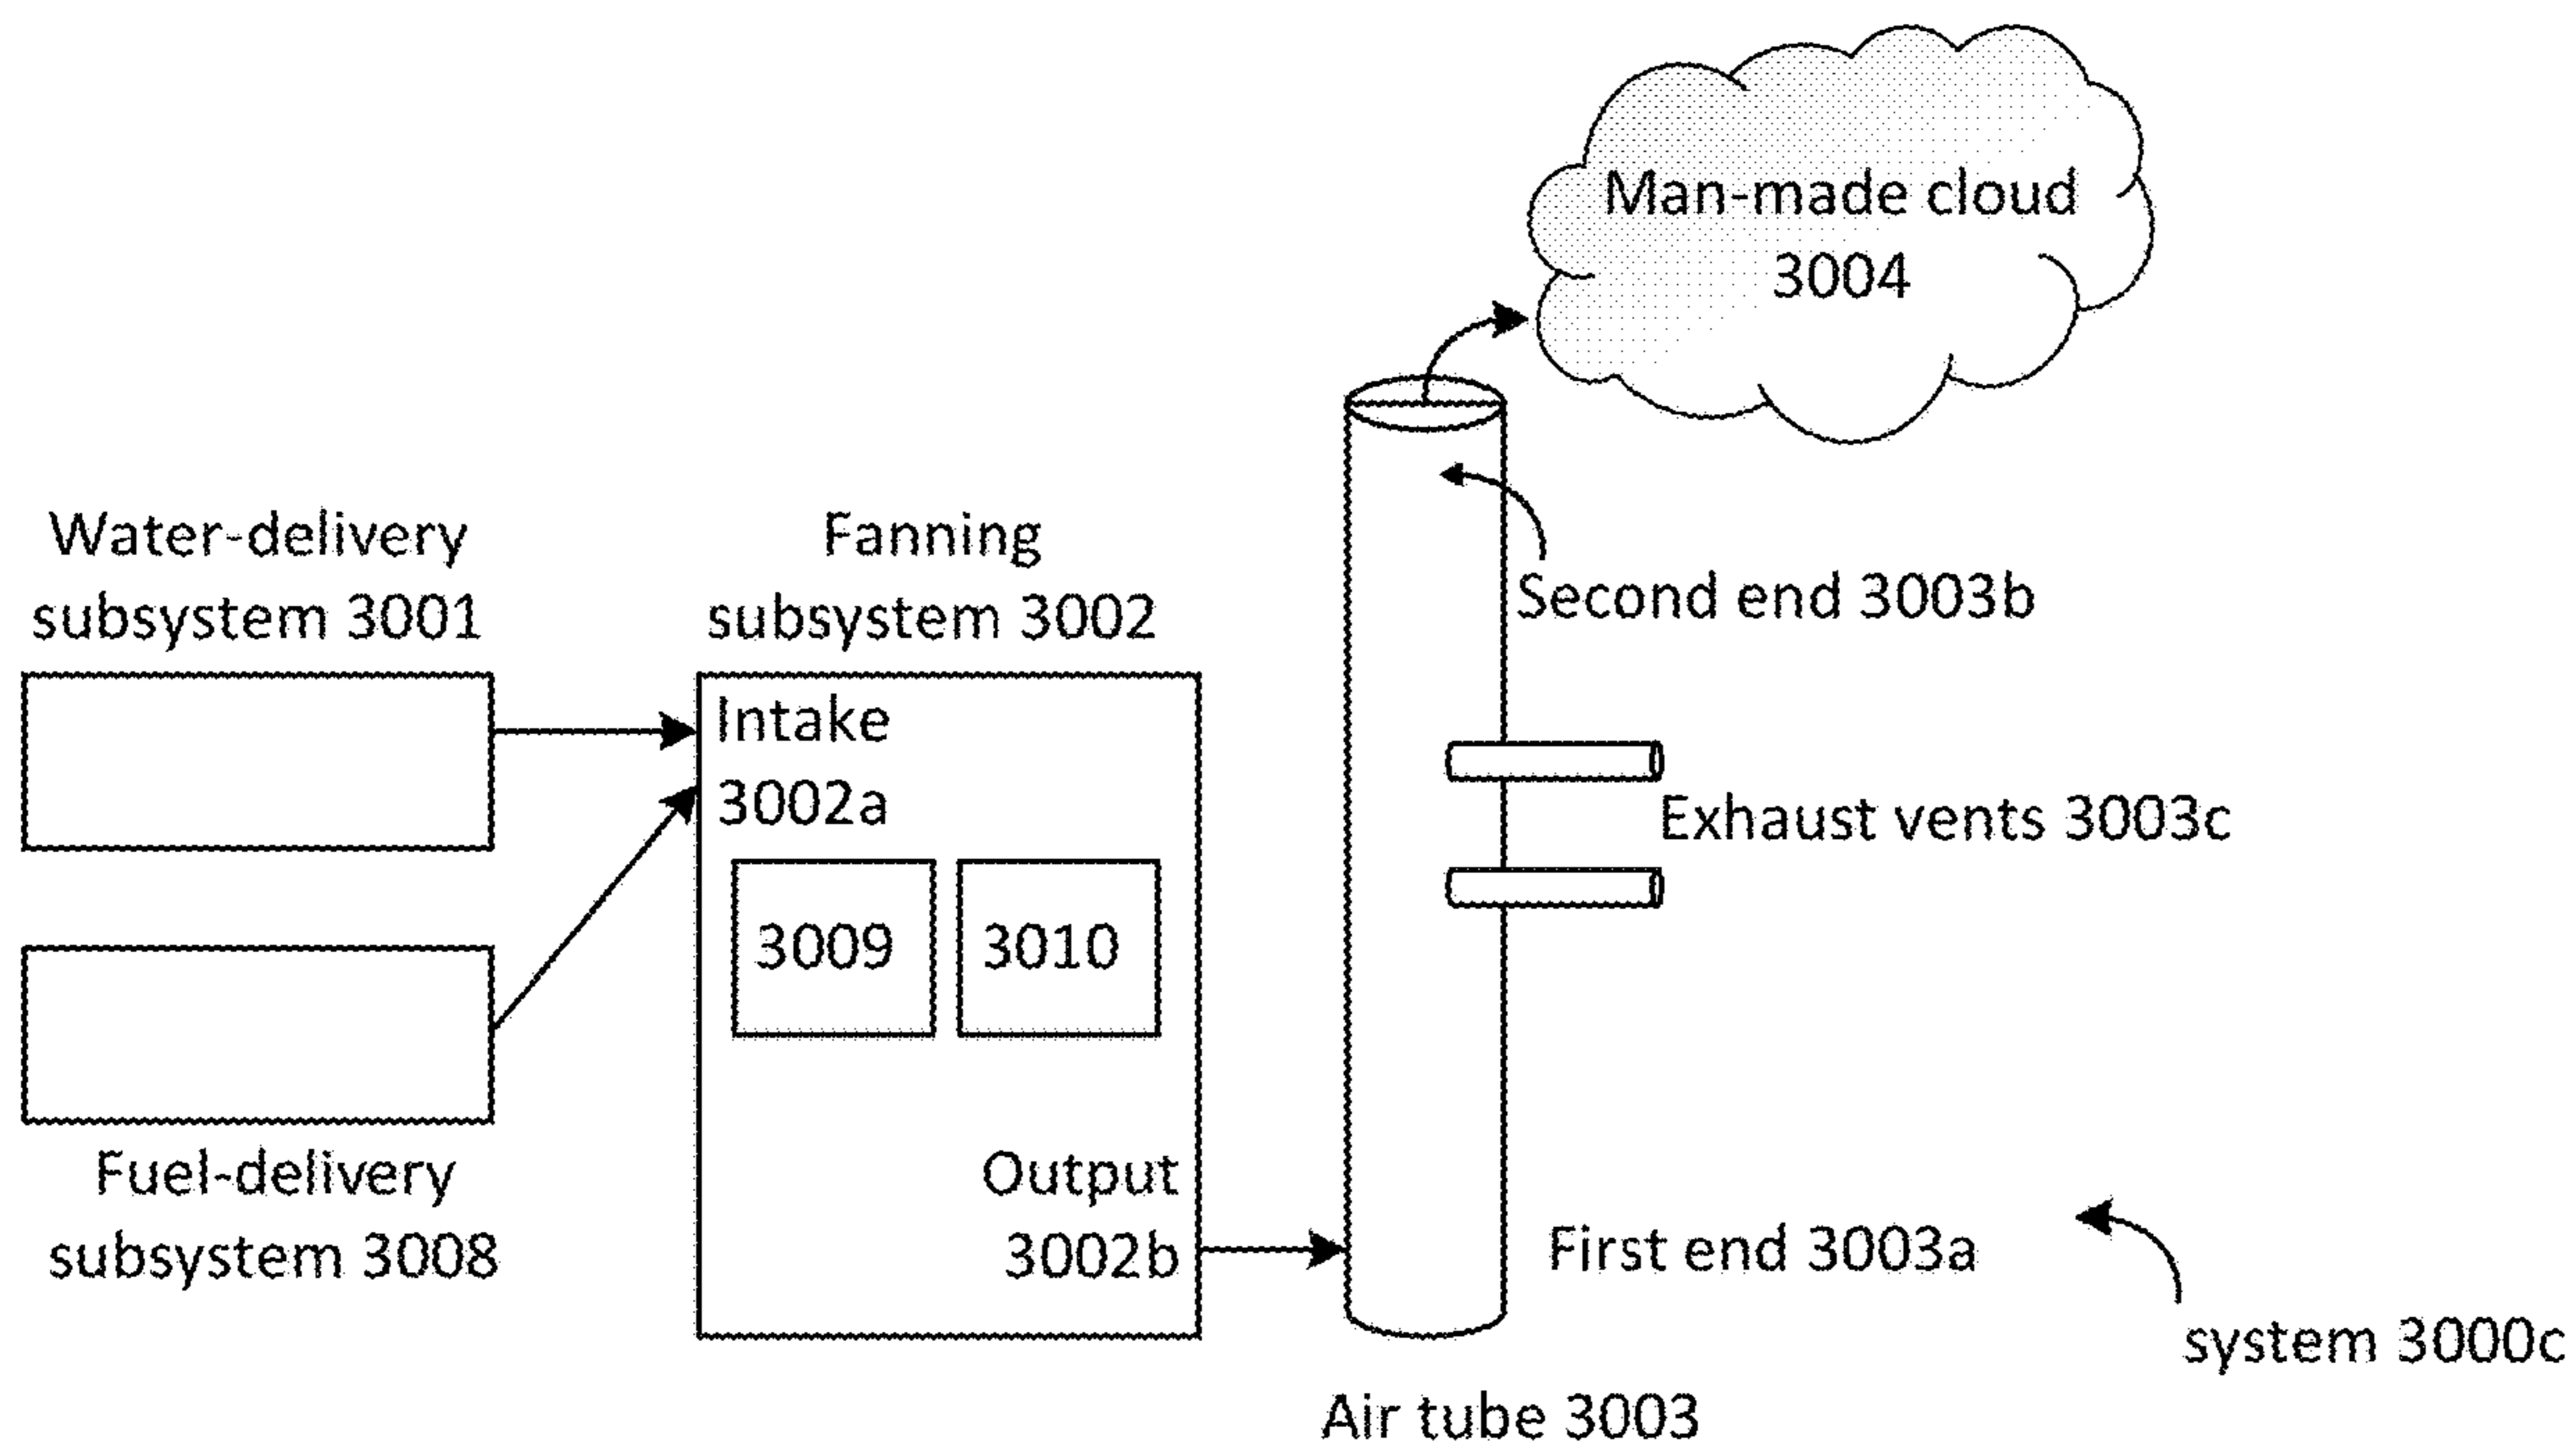 Man-made cloud
3004
Water-delivery
subsystem 3001
Fanning
subsystem 3002
Second end 3003b
Intake
3002a
Exhaust vents 3003c
3009
3010
Fuel-delivery
subsystem 3008
Output
3002b
First end 3003a
system 3000c
Air tube 3003